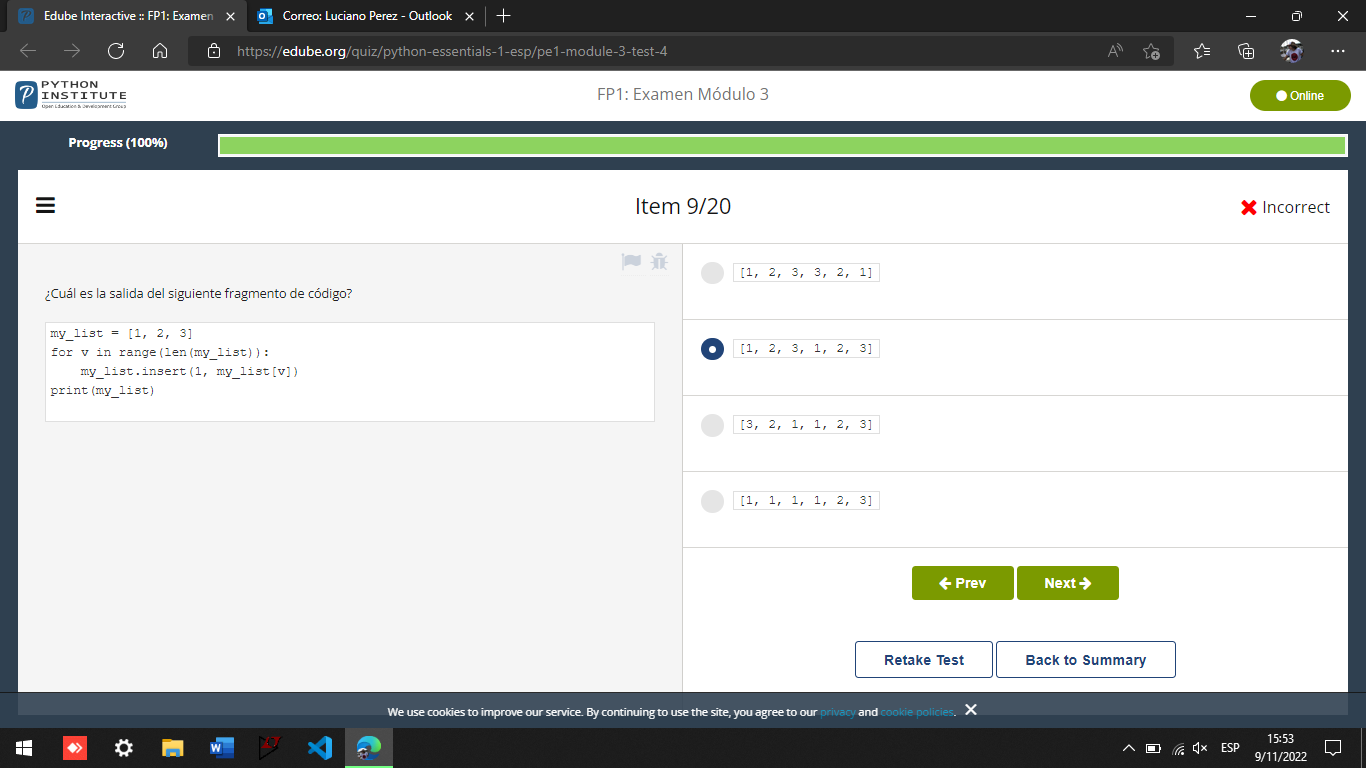 Edube Interactive :: FP1: Examen
Correo: Luciano Perez - Outlook
https://edube.org/quiz/python-essentials-1-esp/pe1-module-3-test-4
PYTHON
INSTITUTE
Open Education & Development Group
FP1: Examen Módulo 3
Online
Progress (100%)
Item 9/20
Incorrect
¿Cuál es la salida del siguiente fragmento de código?
my_list = [1, 2, 3]
for v in range(len(my_list)):
    my_list.insert(1, my_list[v])
print(my_list)
[1, 2, 3, 3, 2, 1]
[1, 2, 3, 1, 2, 3]
[3, 2, 1, 1, 2, 3]
[1, 1, 1, 1, 2, 3]
Prev
Next
Retake Test
Back to Summary
We use cookies to improve our service. By continuing to use the site, you agree to our privacy and cookie policies.
ESP
15:53
9/11/2022